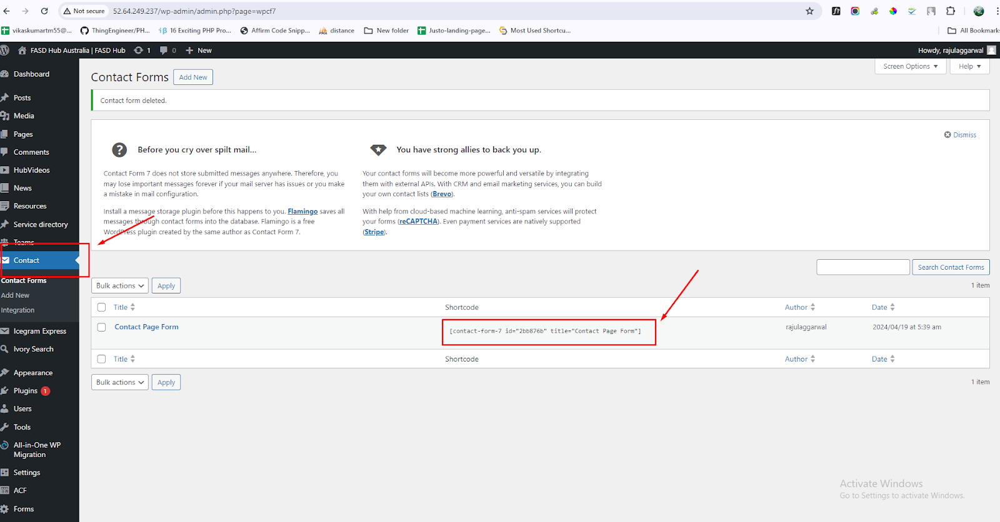 Not secure 52.64.249.237/wp-admin/admin.php?page=wpcf7
vikaskumartm55@... ThingEngineer/PH... 16 Exciting PHP Pro... Affirm Code Snipp... distance New folder Justo-landing-page... Most Used Shortcu... All Bookmarks
FASD Hub Australia | FASD Hub 1 0 New Howdy, rajulaggarwal
Screen Options Help
Dashboard
Posts
Media
Pages
Comments
HubVideos
News
Resources
Service directory
Teams
Contact
Contact Forms
Add New
Integration
Icegram Express
Ivory Search
Appearance
Plugins 1
Users
Tools
All-in-One WP
Migration
Settings
ACF
Forms
Contact Forms Add New
Contact form deleted.
Dismiss
Before you cry over spilt mail...
Contact Form 7 does not store submitted messages anywhere. Therefore, you
may lose important messages forever if your mail server has issues or you make
a mistake in mail configuration.
Install a message storage plugin before this happens to you. Flamingo saves all
messages through contact forms into the database. Flamingo is a free
WordPress plugin created by the same author as Contact Form 7.
You have strong allies to back you up.
Your contact forms will become more powerful and versatile by integrating
them with external APIs. With CRM and email marketing services, you can build
your own contact lists (Brevo).
With help from cloud-based machine learning, anti-spam services will protect
your forms (reCAPTCHA). Even payment services are natively supported
(Stripe).
Search Contact Forms
Bulk actions Apply 1 item
Title Shortcode Author Date
Contact Page Form [contact-form-7 id="2bb876b" title="Contact Page Form"] rajulaggarwal 2024/04/19 at 5:39 am
Title Shortcode Author Date
Bulk actions Apply 1 item
Activate Windows
Go to Settings to activate Windows.